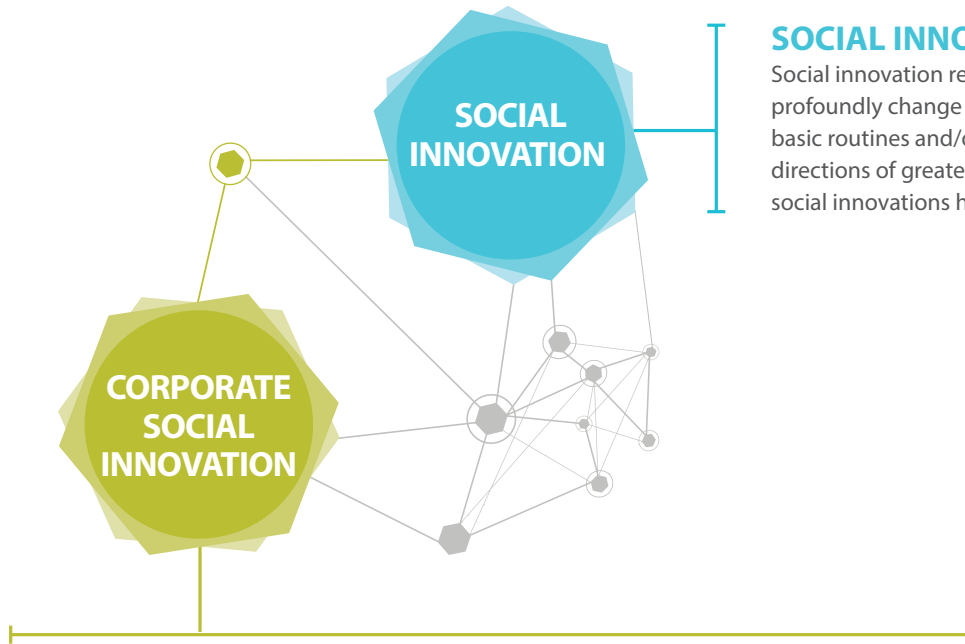 SOCIAL
INNOVATION
SOCIAL INNO
Social innovation re
profoundly change
basic routines and/
directions of greate
social innovations h
CORPORATE
SOCIAL
INNOVATION